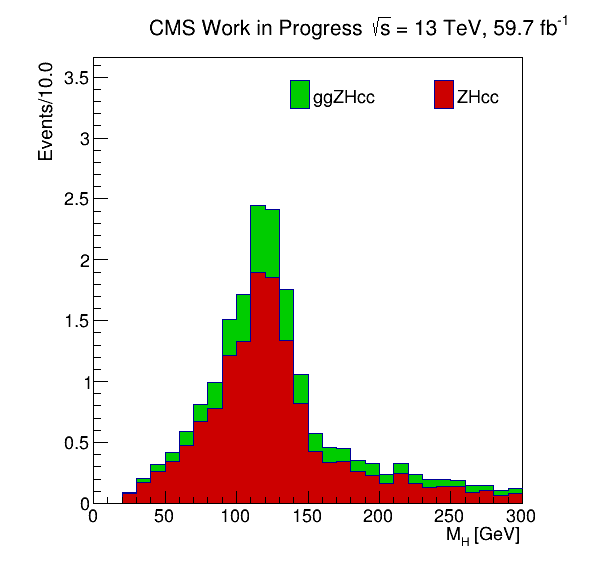 CMS Work in Progress √s = 13 TeV, 59.7 fb⁻¹
Events/10.0
ggZHcc ZHcc
3.5
3
2.5
2
1.5
1
0.5
0
0 50 100 150 200 250 300
M_H [GeV]